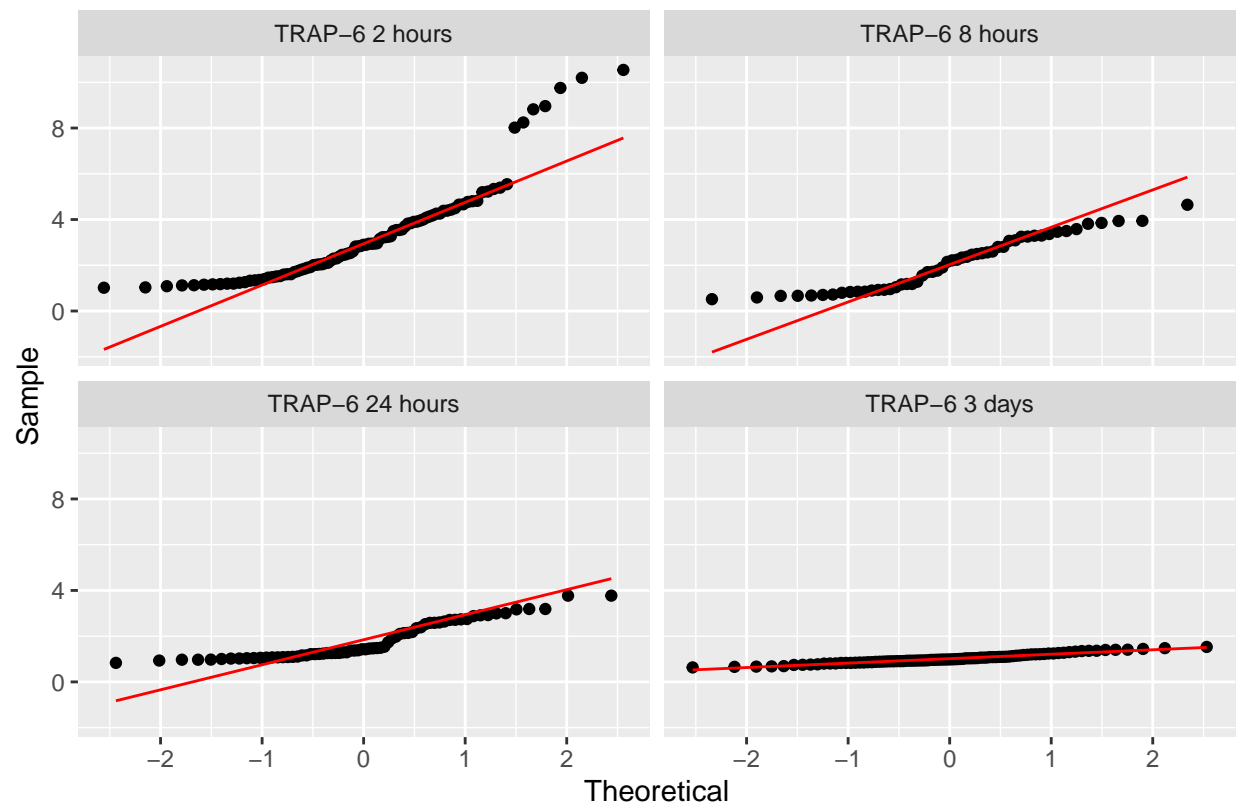 TRAP−6 2 hours
TRAP−6 8 hours
8
4
0
TRAP−6 24 hours
TRAP−6 3 days
8
4
0
−2 −1 0 1 2
−2 −1 0 1 2
Sample
Theoretical